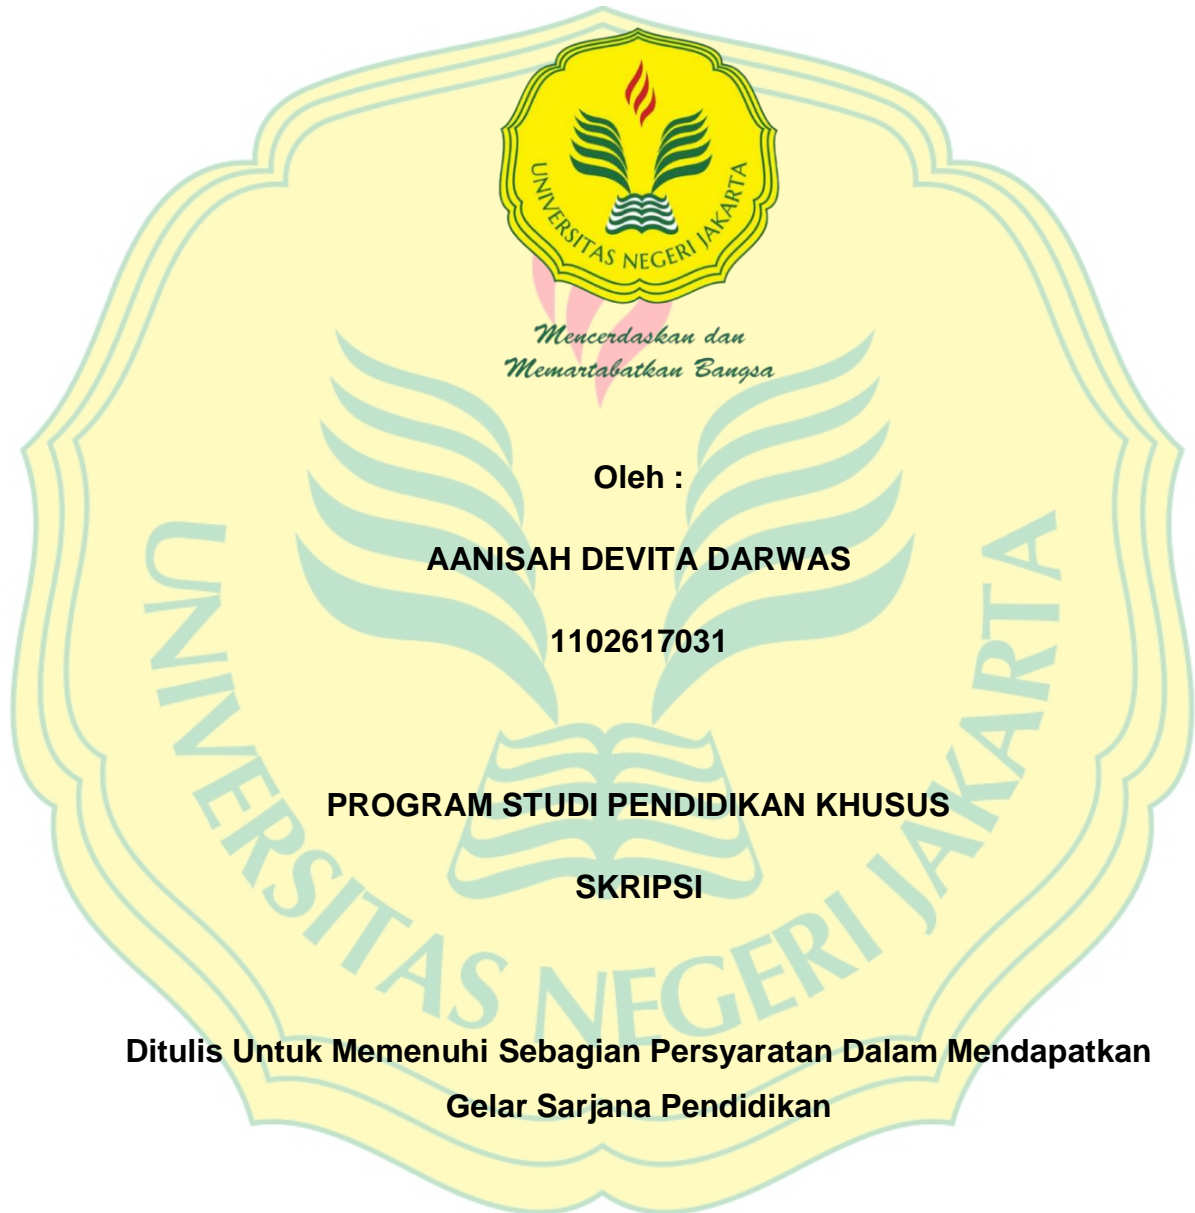 UNIVERSITAS NEGERI JAKARTA
Mencerdaskan dan
Memartabatkan Bangsa
Oleh :
AANISAH DEVITA DARWAS
1102617031
PROGRAM STUDI PENDIDIKAN KHUSUS
SKRIPSI
Ditulis Untuk Memenuhi Sebagian Persyaratan Dalam Mendapatkan
Gelar Sarjana Pendidikan
UNIVERSITAS NEGERI JAKARTA